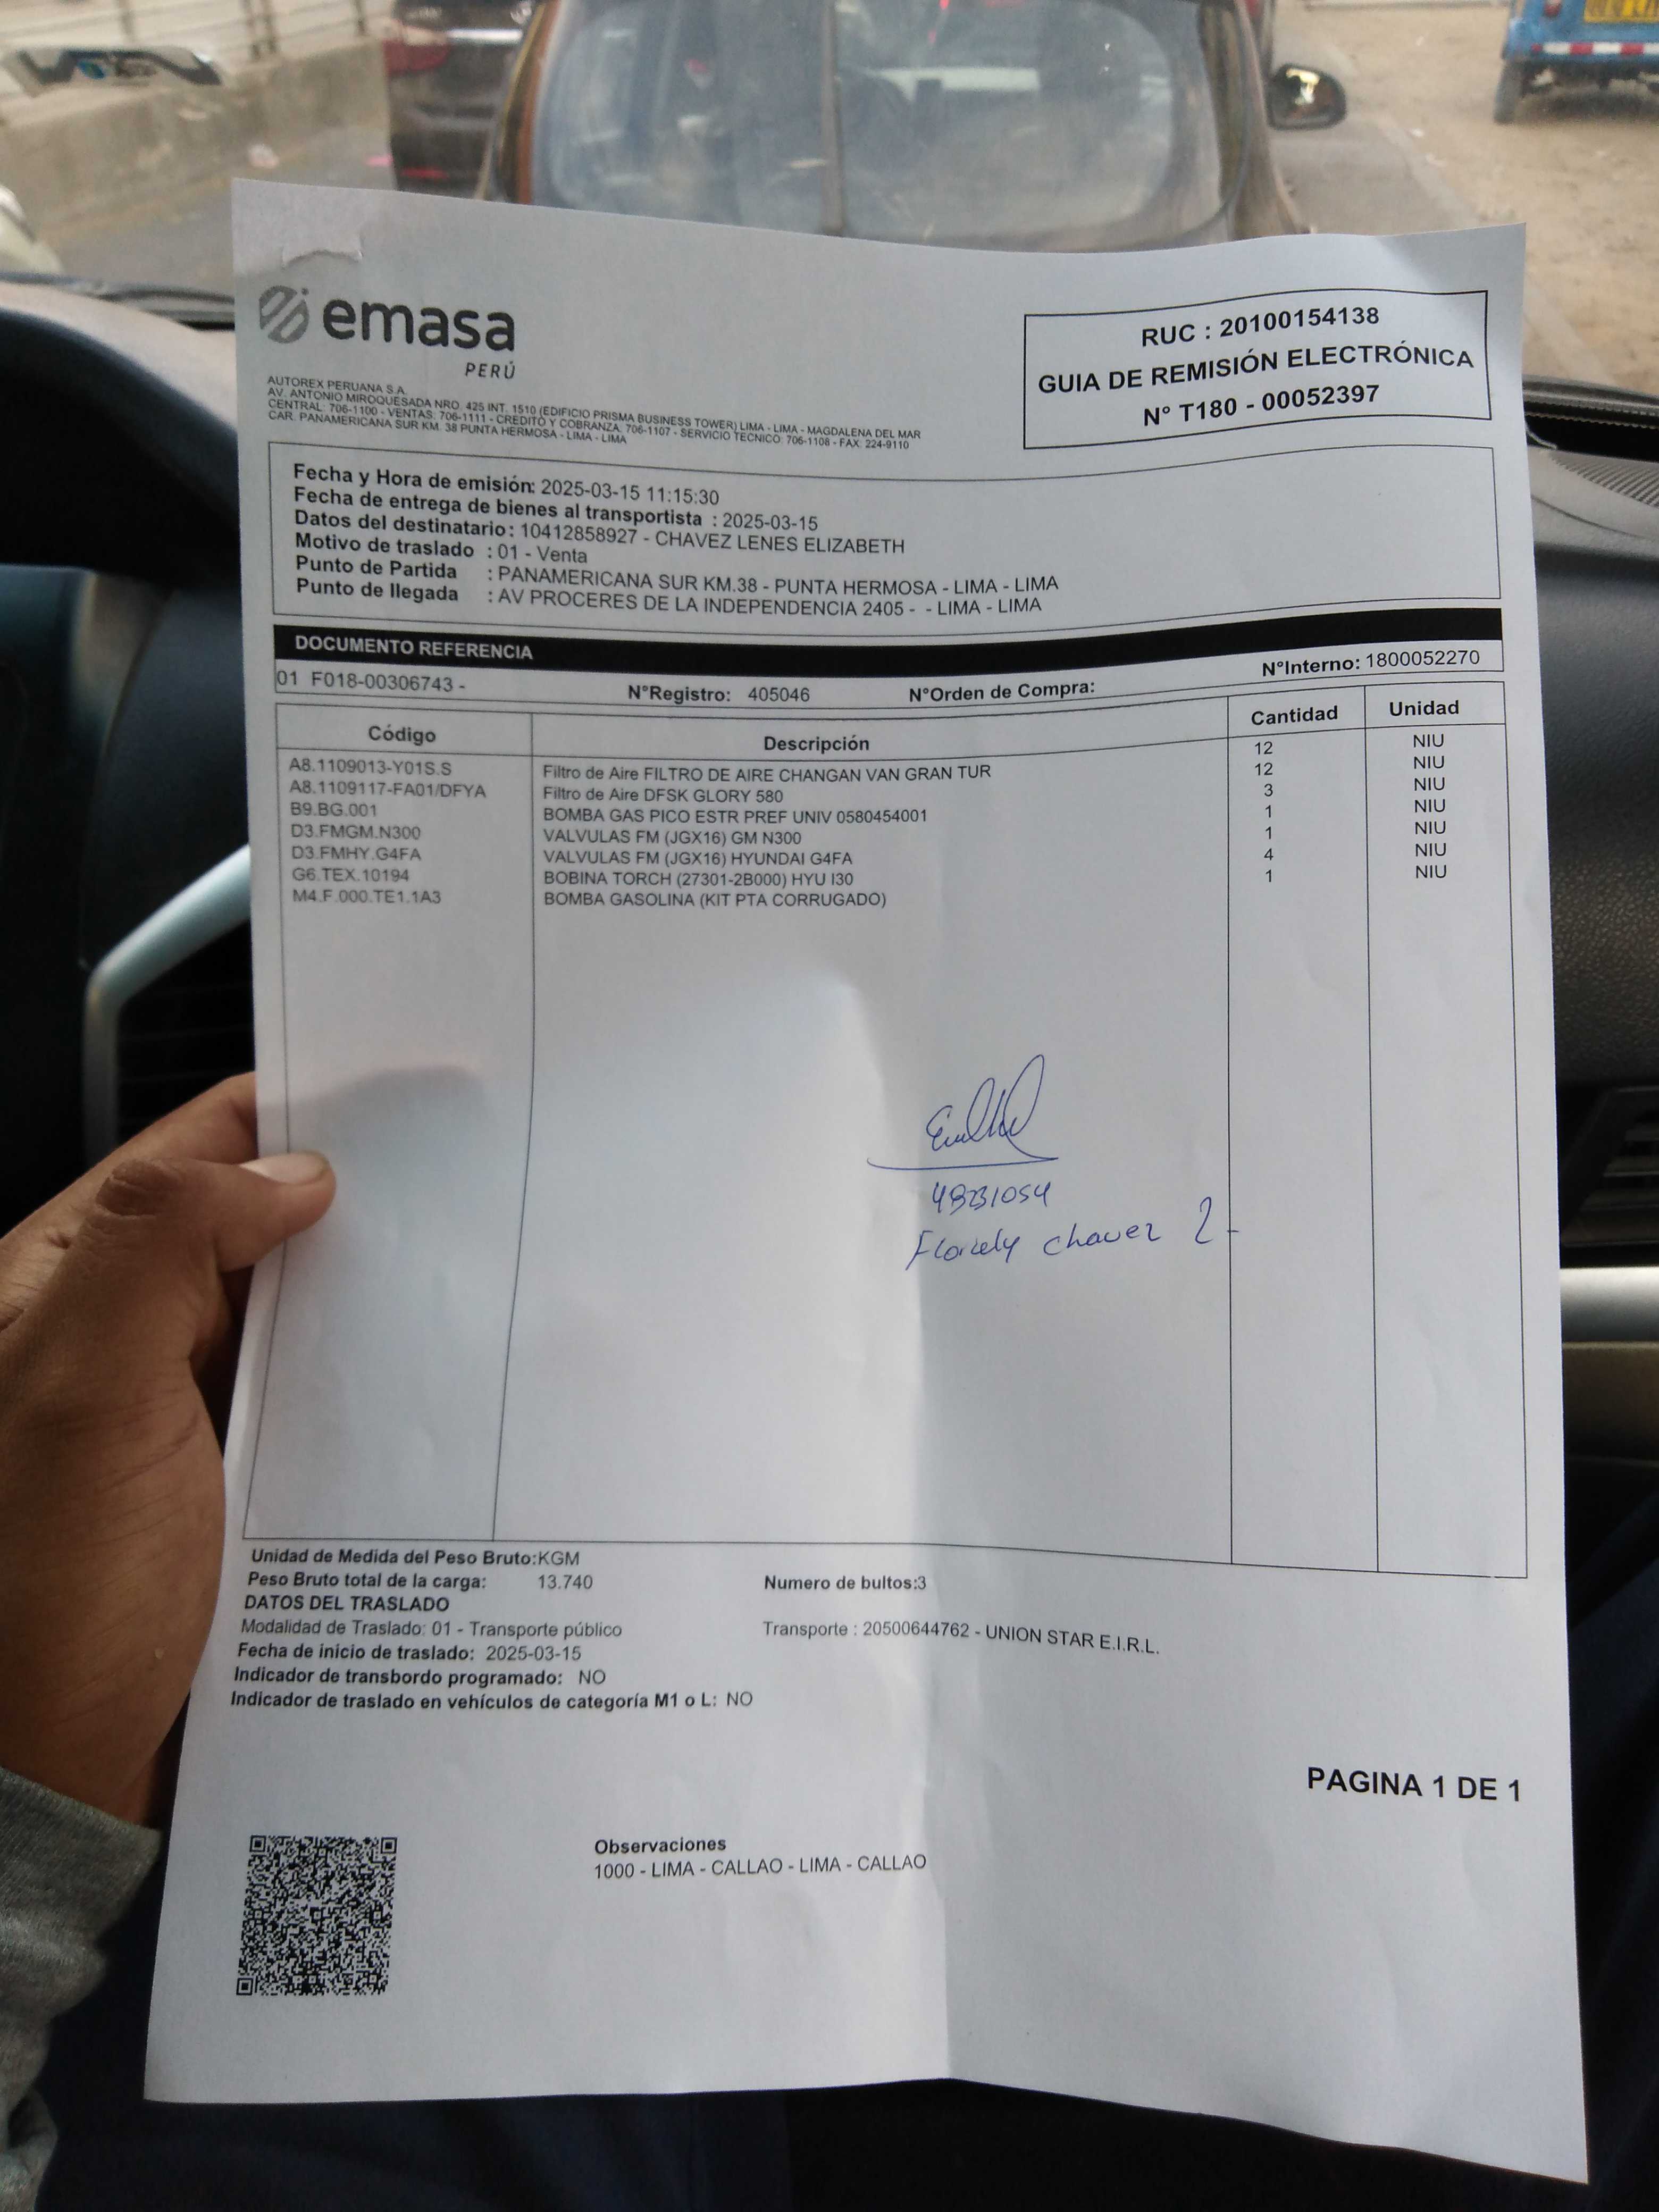 emasa
PERÚ
AUTOREX PERUANA S.A.
AV. ANTONIO MIROQUESADA NRO. 425 INT. 1510 (EDIFICIO PRISMA BUSINESS TOWER) LIMA - LIMA - MAGDALENA DEL MAR
CENTRAL: 706-1100 - VENTAS: 706-1111 - CREDITO Y COBRANZA: 706-1107 - SERVICIO TECNICO: 706-1108 - FAX: 224-9110
CAR. PANAMERICANA SUR KM. 38 PUNTA HERMOSA - LIMA - LIMA
RUC : 20100154138
GUIA DE REMISIÓN ELECTRÓNICA
N° T180 - 00052397
Fecha y Hora de emisión: 2025-03-15 11:15:30
Fecha de entrega de bienes al transportista : 2025-03-15
Datos del destinatario : 10412858927 - CHAVEZ LENES ELIZABETH
Motivo de traslado : 01 - Venta
Punto de Partida : PANAMERICANA SUR KM.38 - PUNTA HERMOSA - LIMA - LIMA
Punto de llegada : AV PROCERES DE LA INDEPENDENCIA 2405 - - LIMA - LIMA
DOCUMENTO REFERENCIA
01 F018-00306743 - N°Registro: 405046 N°Orden de Compra: N°Interno: 1800052270
Código Descripción Cantidad Unidad
A8.1109013-Y01S.S Filtro de Aire FILTRO DE AIRE CHANGAN VAN GRAN TUR 12 NIU
A8.1109117-FA01/DFYA Filtro de Aire DFSK GLORY 580 12 NIU
B9.BG.001 BOMBA GAS PICO ESTR PREF UNIV 0580454001 3 NIU
D3.FMGM.N300 VALVULAS FM (JGX16) GM N300 1 NIU
D3.FMHY.G4FA VALVULAS FM (JGX16) HYUNDAI G4FA 1 NIU
G6.TEX.10194 BOBINA TORCH (27301-2B000) HYU I30 4 NIU
M4.F.000.TE1.1A3 BOMBA GASOLINA (KIT PTA CORRUGADO) 1 NIU
chavez
Unidad de Medida del Peso Bruto:KGM
Peso Bruto total de la carga: 13.740 Numero de bultos:3
DATOS DEL TRASLADO
Modalidad de Traslado: 01 - Transporte público Transporte : 20500644762 - UNION STAR E.I.R.L.
Fecha de inicio de traslado: 2025-03-15
Indicador de transbordo programado: NO
Indicador de traslado en vehículos de categoría M1 o L: NO
PAGINA 1 DE 1
Observaciones
1000 - LIMA - CALLAO - LIMA - CALLAO